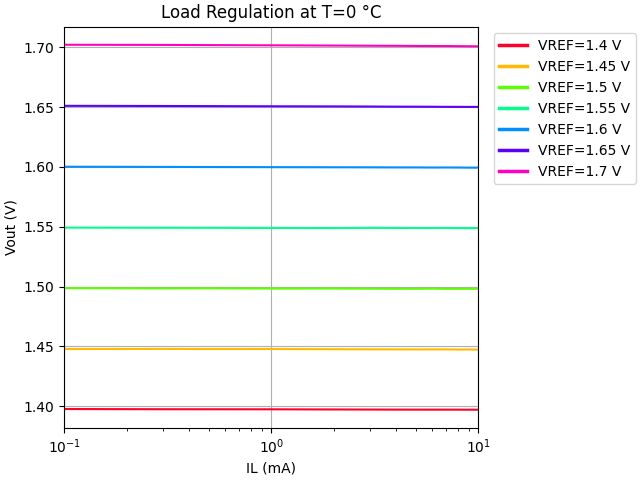 Load Regulation at T=0 °C
Vout (V)
1.70
1.65
1.60
1.55
1.50
1.45
1.40
10⁻¹
10⁰
10¹
IL (mA)
VREF=1.4 V
VREF=1.45 V
VREF=1.5 V
VREF=1.55 V
VREF=1.6 V
VREF=1.65 V
VREF=1.7 V